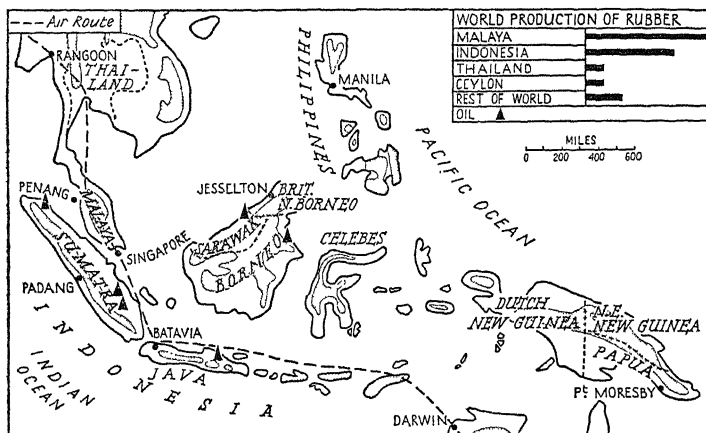 Air Route
WORLD PRODUCTION OF RUBBER
MALAYA
INDONESIA
THAILAND
CEYLON
REST OF WORLD
OIL
MILES
200 400 600
RANGOON
THAI-
LAND
PHILIPPINES
MANILA
PACIFIC OCEAN
PENANG
MALAYA
SINGAPORE
SUMATRA
PADANG
JESSELTON
BRIT.
N. BORNEO
SARAWAK
BORNEO
CELEBES
DUTCH
NEW GUINEA
N.E.
NEW GUINEA
PAPUA
Pt. MORESBY
BATAVIA
JAVA
INDONESIA
INDIAN
OCEAN
DARWIN